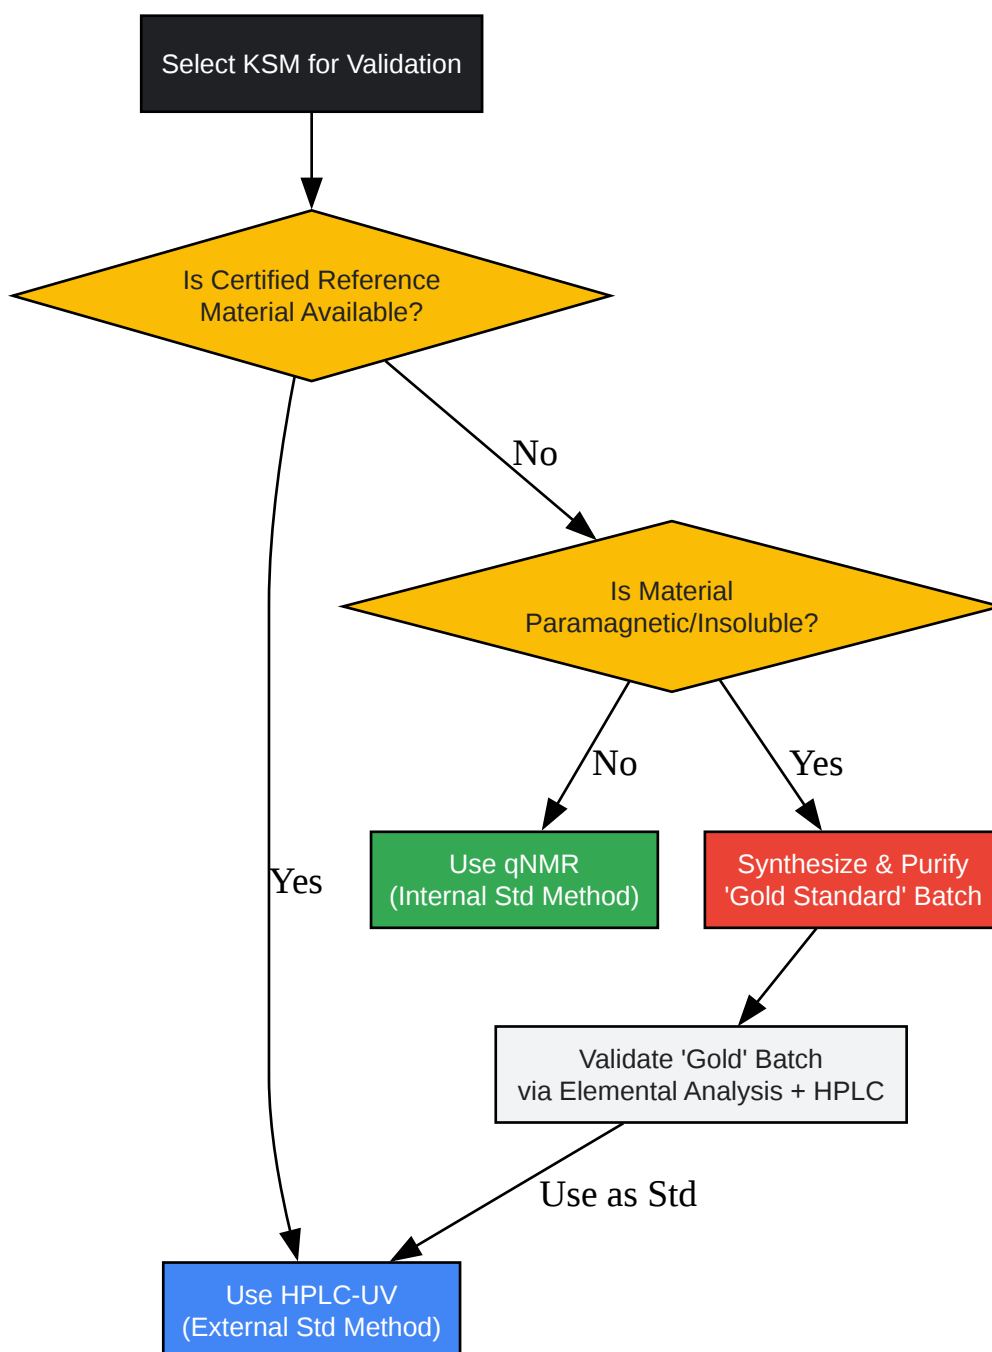 Select KSM for Validation
Is Certified Reference
Material Available?
No
Is Material
Paramagnetic/Insoluble?
No
Yes
Use qNMR
(Internal Std Method)
Synthesize & Purify
'Gold Standard' Batch
Yes
Validate 'Gold' Batch
via Elemental Analysis + HPLC
Use as Std
Use HPLC-UV
(External Std Method)